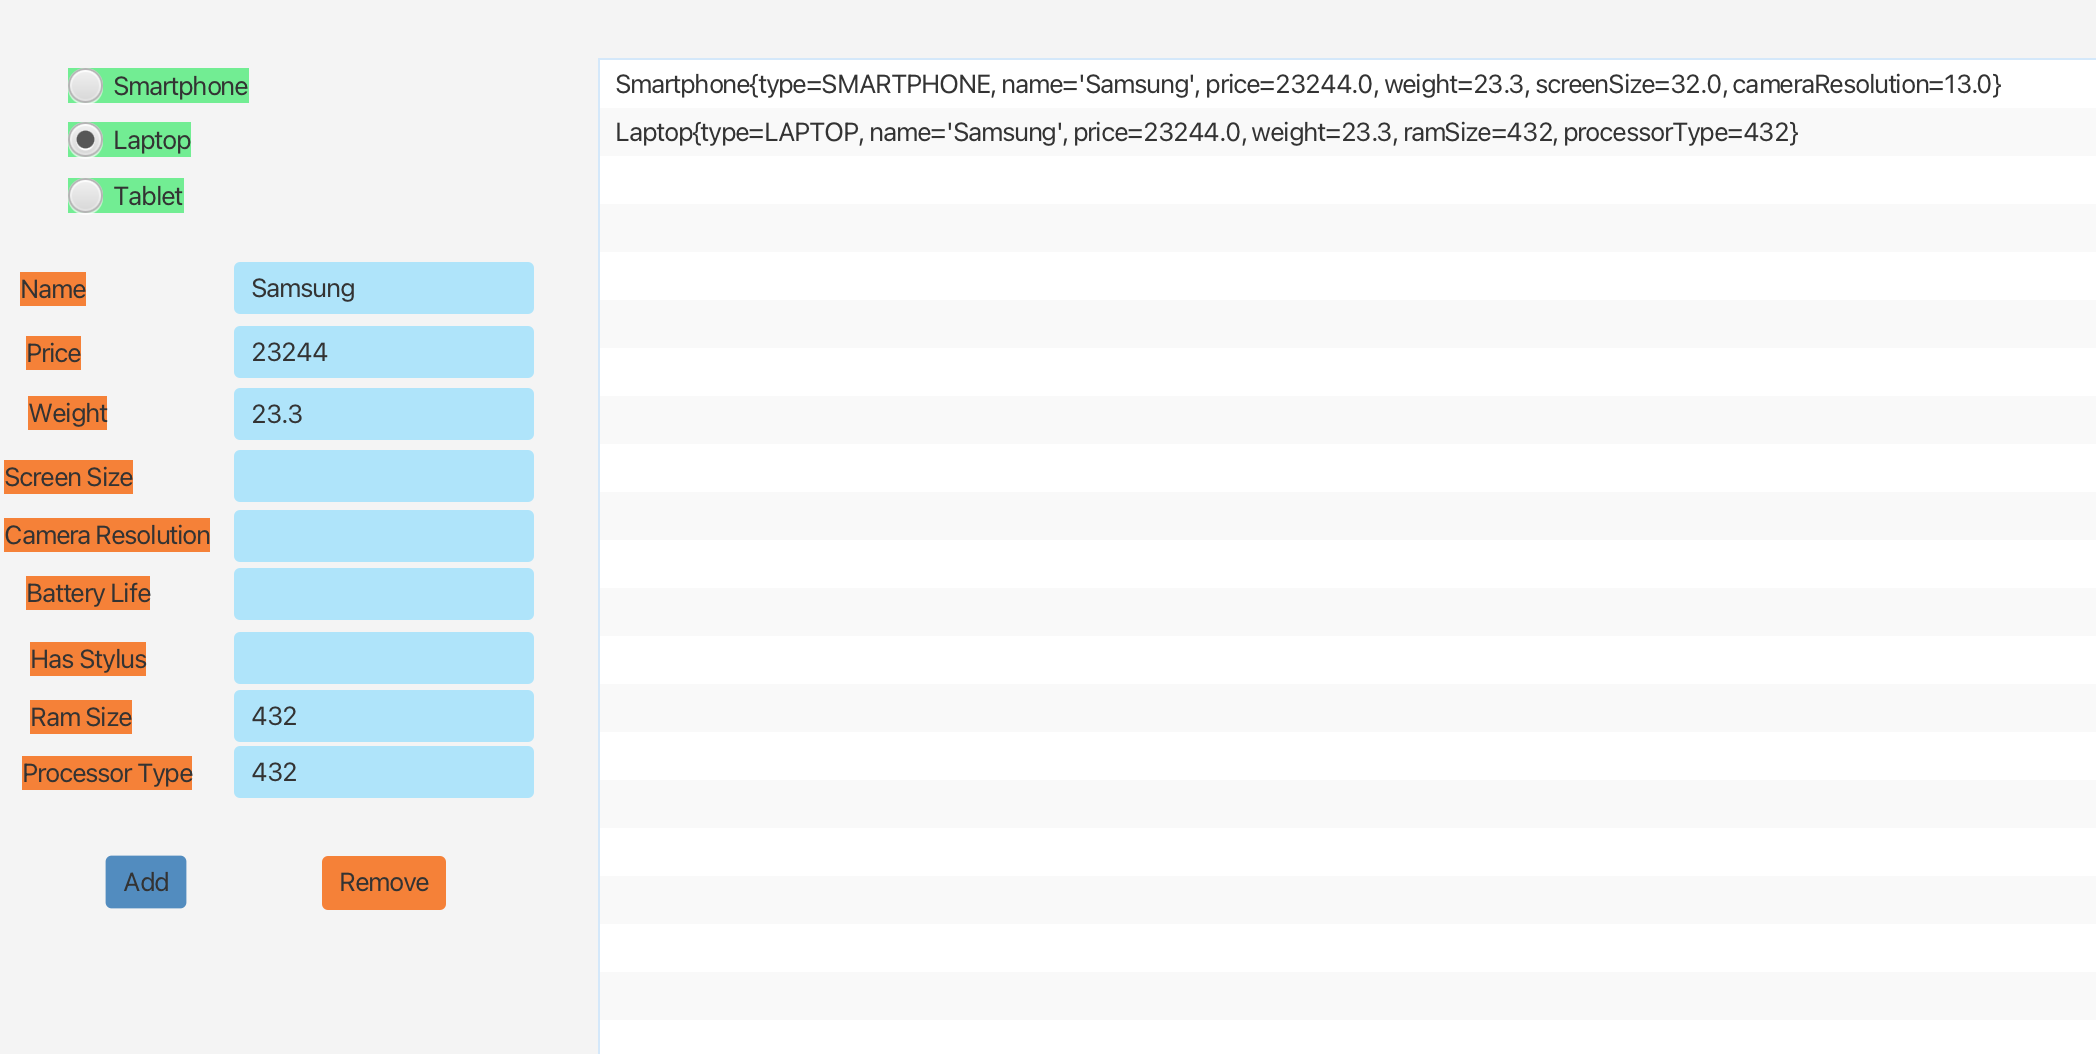 Smartphone
Laptop
Tablet
Name Samsung
Price 23244
Weight 23.3
Screen Size
Camera Resolution
Battery Life
Has Stylus
Ram Size 432
Processor Type 432
Add Remove
Smartphone{type=SMARTPHONE, name='Samsung', price=23244.0, weight=23.3, screenSize=32.0, cameraResolution=13.0}
Laptop{type=LAPTOP, name='Samsung', price=23244.0, weight=23.3, ramSize=432, processorType=432}